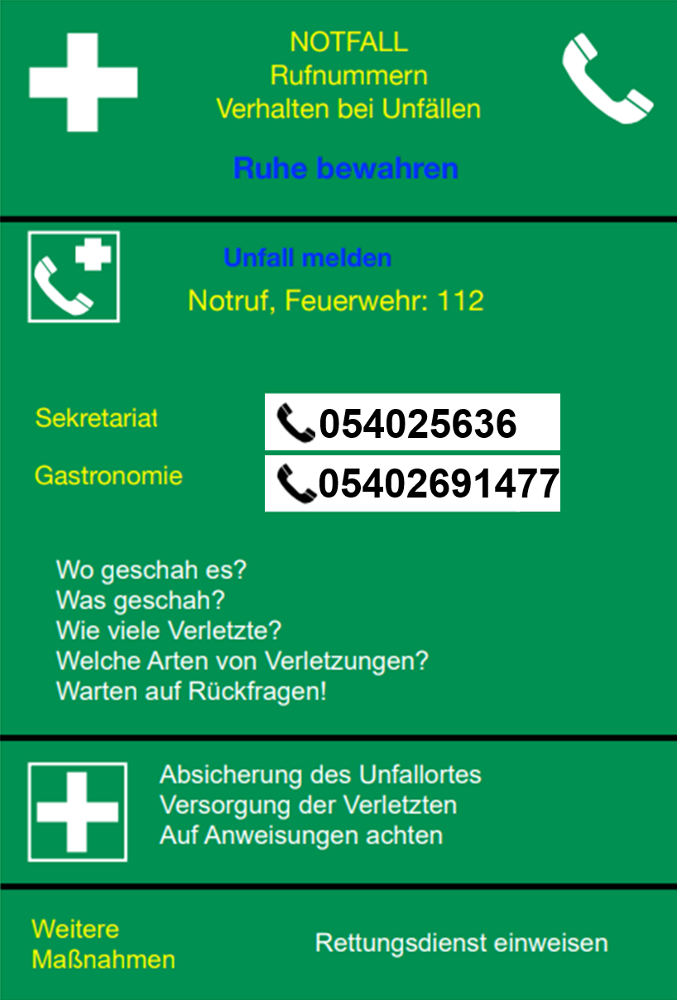 NOTFALL
Rufnummern
Verhalten bei Unfällen
Ruhe bewahren
Unfall melden
Notruf, Feuerwehr: 112
Sekretariat 054025636
Gastronomie 05402691477
Wo geschah es?
Was geschah?
Wie viele Verletzte?
Welche Arten von Verletzungen?
Warten auf Rückfragen!
Absicherung des Unfallortes
Versorgung der Verletzten
Auf Anweisungen achten
Weitere
Maßnahmen
Rettungsdienst einweisen